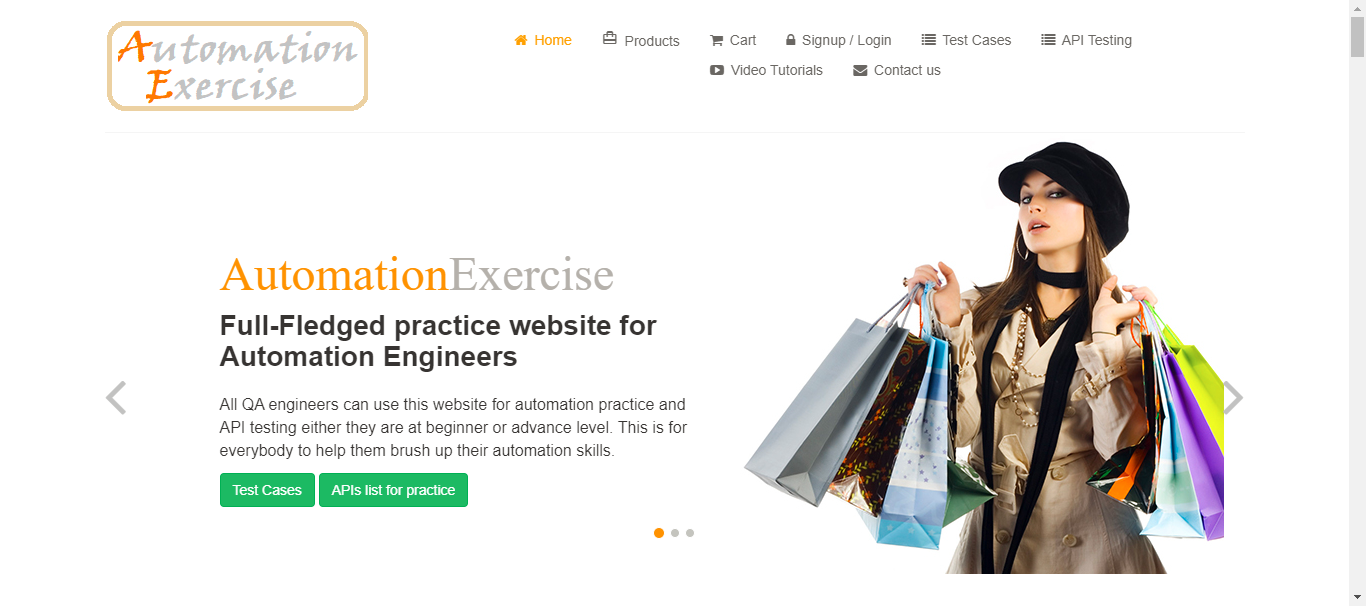 Automation
Exercise
Home Products Cart Signup / Login Test Cases API Testing
Video Tutorials Contact us
AutomationExercise
Full-Fledged practice website for
Automation Engineers
All QA engineers can use this website for automation practice and
API testing either they are at beginner or advance level. This is for
everybody to help them brush up their automation skills.
Test Cases APIs list for practice